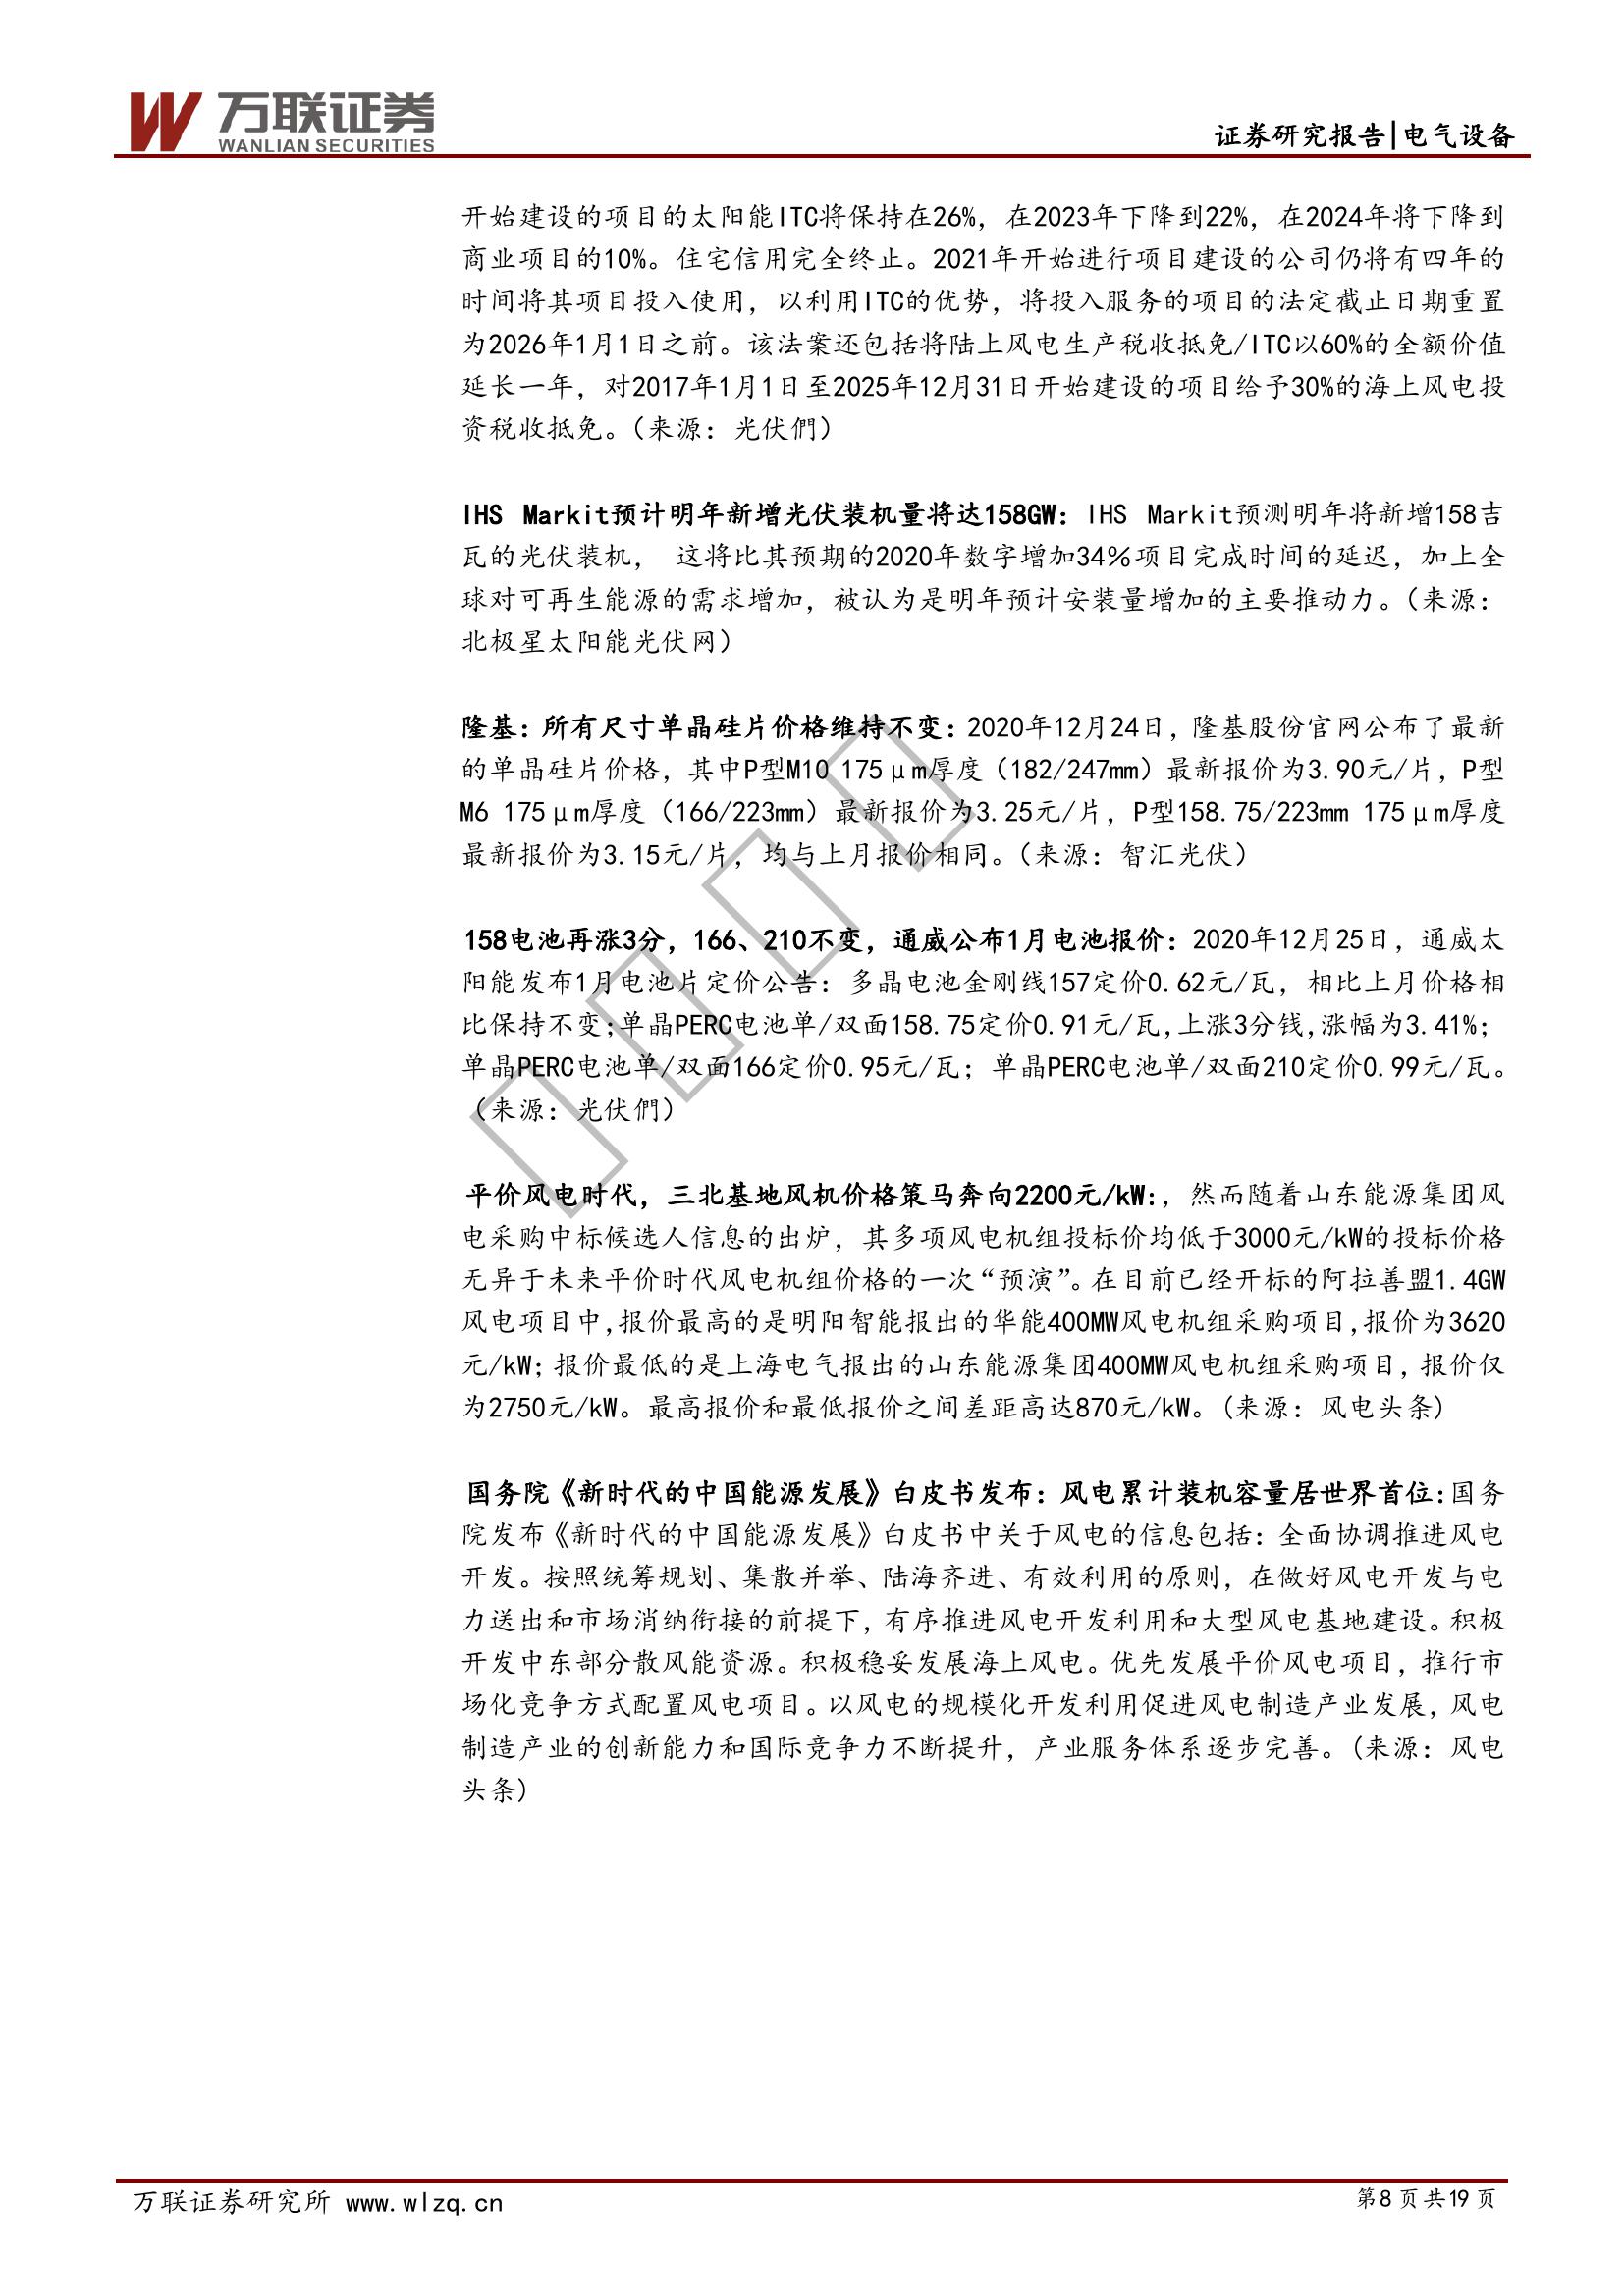 万联证券
WANLIAN SECURITIES
证券研究报告|电气设备
开始建设的项目的太阳能ITC将保持在26%，在2023年下降到22%，在2024年将下降到
商业项目的10%。住宅信用完全终止。2021年开始进行项目建设的公司仍将有四年的
时间将其项目投入使用，以利用ITC的优势，将投入服务的项目的法定截止日期重置
为2026年1月1日之前。该法案还包括将陆上风电生产税收抵免/ITC以60%的全额价值
延长一年，对2017年1月1日至2025年12月31日开始建设的项目给予30%的海上风电投
资税收抵免。（来源：光伏們）
IHS Markit预计明年新增光伏装机量将达158GW：IHS Markit预测明年将新增158吉
瓦的光伏装机， 这将比其预期的2020年数字增加34％项目完成时间的延迟，加上全
球对可再生能源的需求增加，被认为是明年预计安装量增加的主要推动力。（来源：
北极星太阳能光伏网）
隆基：所有尺寸单晶硅片价格维持不变：2020年12月24日，隆基股份官网公布了最新
的单晶硅片价格，其中P型M10 175μm厚度（182/247mm）最新报价为3.90元/片，P型
M6 175μm厚度（166/223mm）最新报价为3.25元/片，P型158.75/223mm 175μm厚度
最新报价为3.15元/片，均与上月报价相同。（来源：智汇光伏）
158电池再涨3分，166、210不变，通威公布1月电池报价：2020年12月25日，通威太
阳能发布1月电池片定价公告：多晶电池金刚线157定价0.62元/瓦，相比上月价格相
比保持不变；单晶PERC电池单/双面158.75定价0.91元/瓦，上涨3分钱，涨幅为3.41%；
单晶PERC电池单/双面166定价0.95元/瓦；单晶PERC电池单/双面210定价0.99元/瓦。
（来源：光伏們）
平价风电时代，三北基地风机价格策马奔向2200元/kW：，然而随着山东能源集团风
电采购中标候选人信息的出炉，其多项风电机组投标价均低于3000元/kW的投标价格
无异于未来平价时代风电机组价格的一次“预演”。在目前已经开标的阿拉善盟1.4GW
风电项目中，报价最高的是明阳智能报出的华能400MW风电机组采购项目，报价为3620
元/kW；报价最低的是上海电气报出的山东能源集团400MW风电机组采购项目，报价仅
为2750元/kW。最高报价和最低报价之间差距高达870元/kW。(来源：风电头条)
国务院《新时代的中国能源发展》白皮书发布：风电累计装机容量居世界首位：国务
院发布《新时代的中国能源发展》白皮书中关于风电的信息包括：全面协调推进风电
开发。按照统筹规划、集散并举、陆海齐进、有效利用的原则，在做好风电开发与电
力送出和市场消纳衔接的前提下，有序推进风电开发利用和大型风电基地建设。积极
开发中东部分散风能资源。积极稳妥发展海上风电。优先发展平价风电项目，推行市
场化竞争方式配置风电项目。以风电的规模化开发利用促进风电制造产业发展，风电
制造产业的创新能力和国际竞争力不断提升，产业服务体系逐步完善。(来源：风电
头条)
万联证券研究所 www.wlzq.cn
第8页共19页